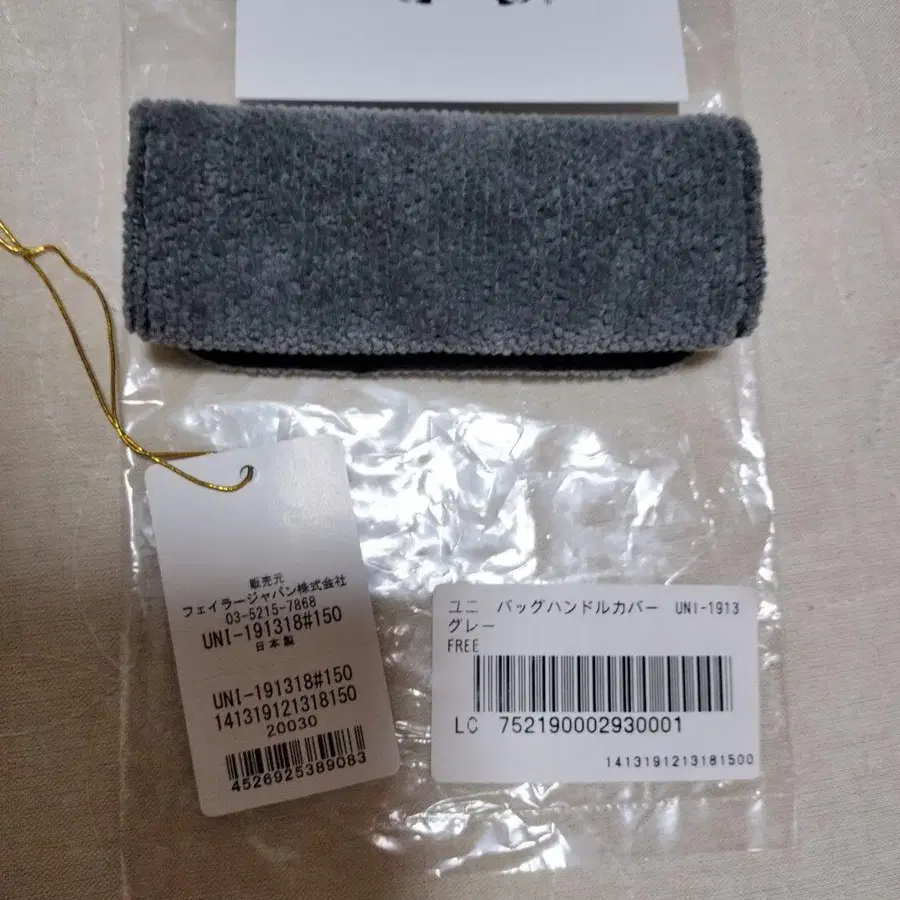 販売元
フェイラージャパン株式会社
03-5215-7868
UNI-191318#150
日本製
UNI-191318#150
141319121318150
20030
4526925389083
ユニ バッグハンドルカバー UNI-1913
グレー
FREE
LC 752190002930001
1413191213181500